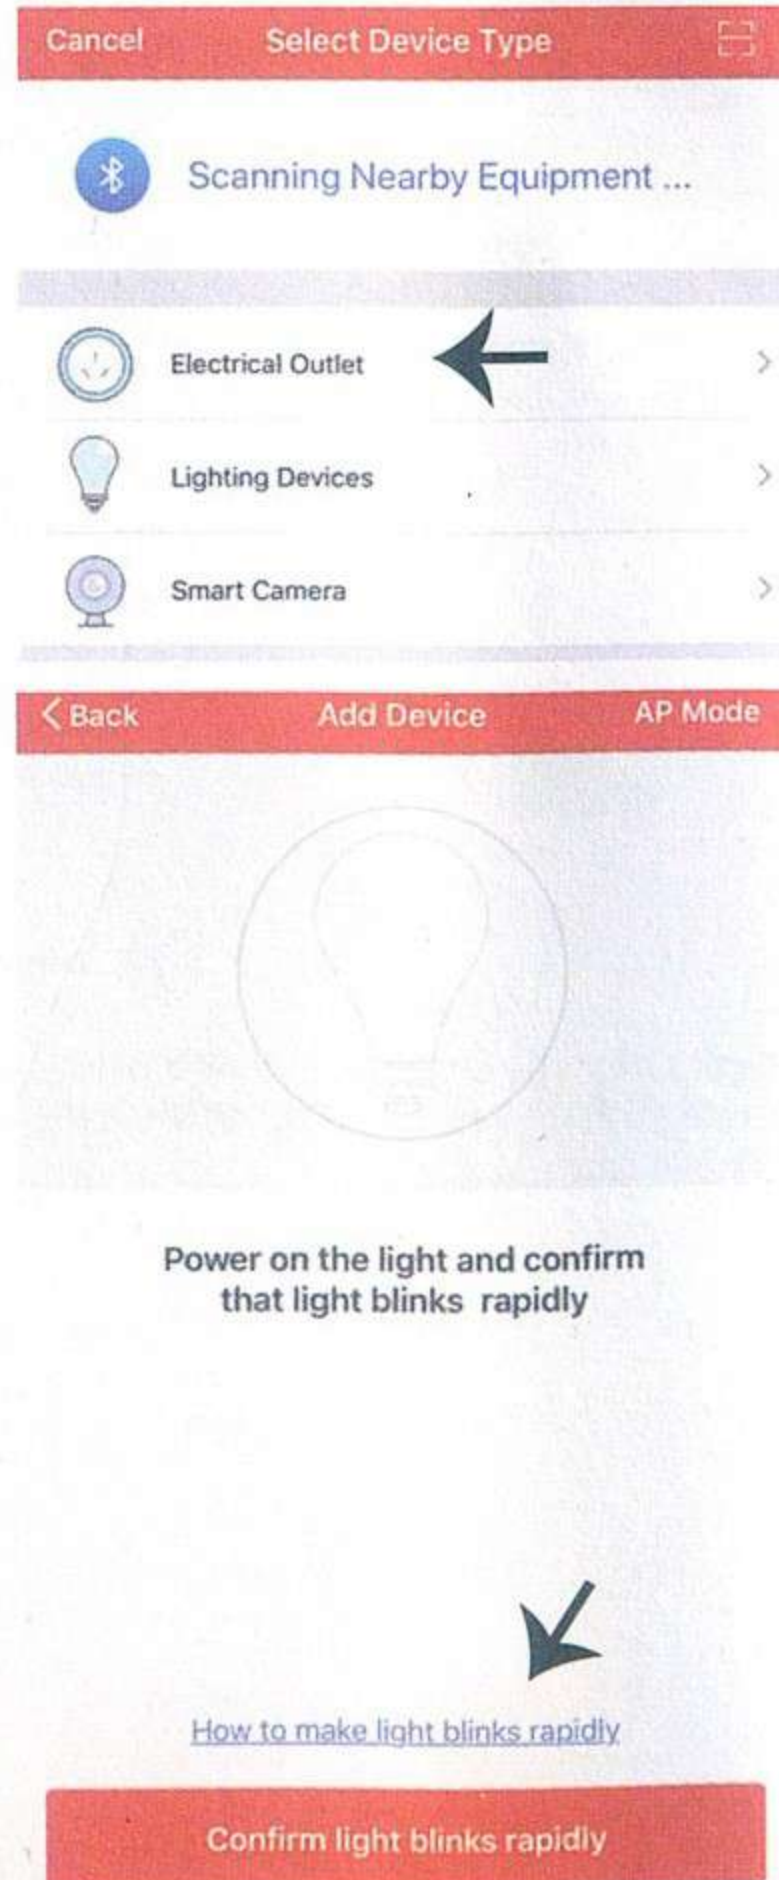 Cancel Select Device Type
Scanning Nearby Equipment ...
Electrical Outlet
Lighting Devices
Smart Camera
Back Add Device AP Mode
Power on the light and confirm
that light blinks rapidly
How to make light blinks rapidly
Confirm light blinks rapidly